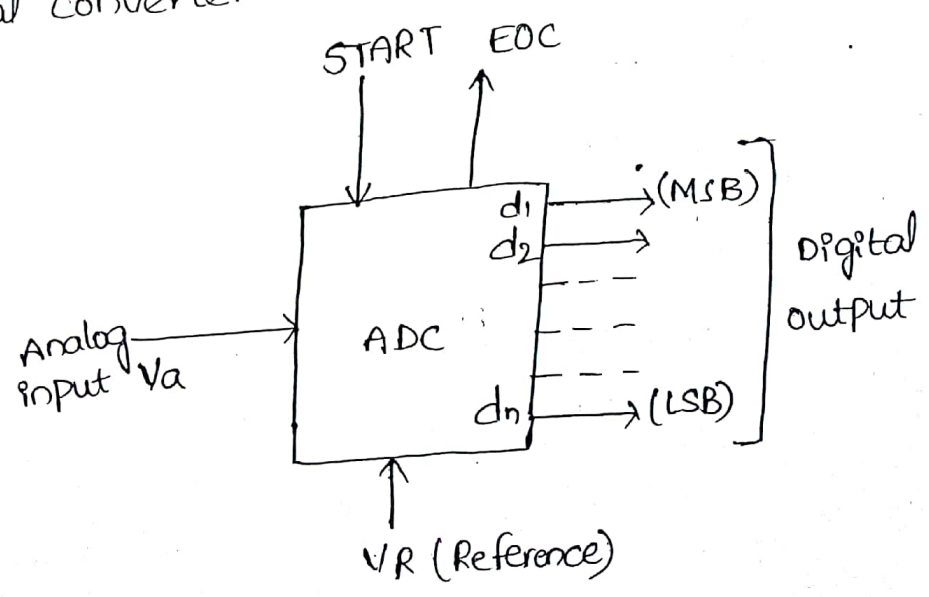 START EOC
d1 (MSB)
d2
Digital
output
ADC
Analog
input Va
dn (LSB)
VR (Reference)